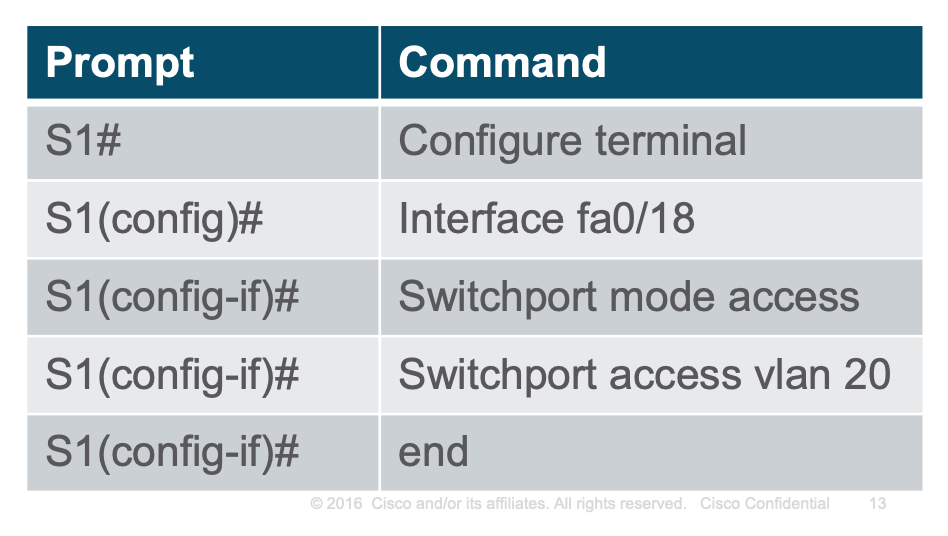 Prompt Command
S1# Configure terminal
S1(config)# Interface fa0/18
S1(config-if)# Switchport mode access
S1(config-if)# Switchport access vlan 20
S1(config-if)# end
© 2016 Cisco and/or its affiliates. All rights reserved. Cisco Confidential 13